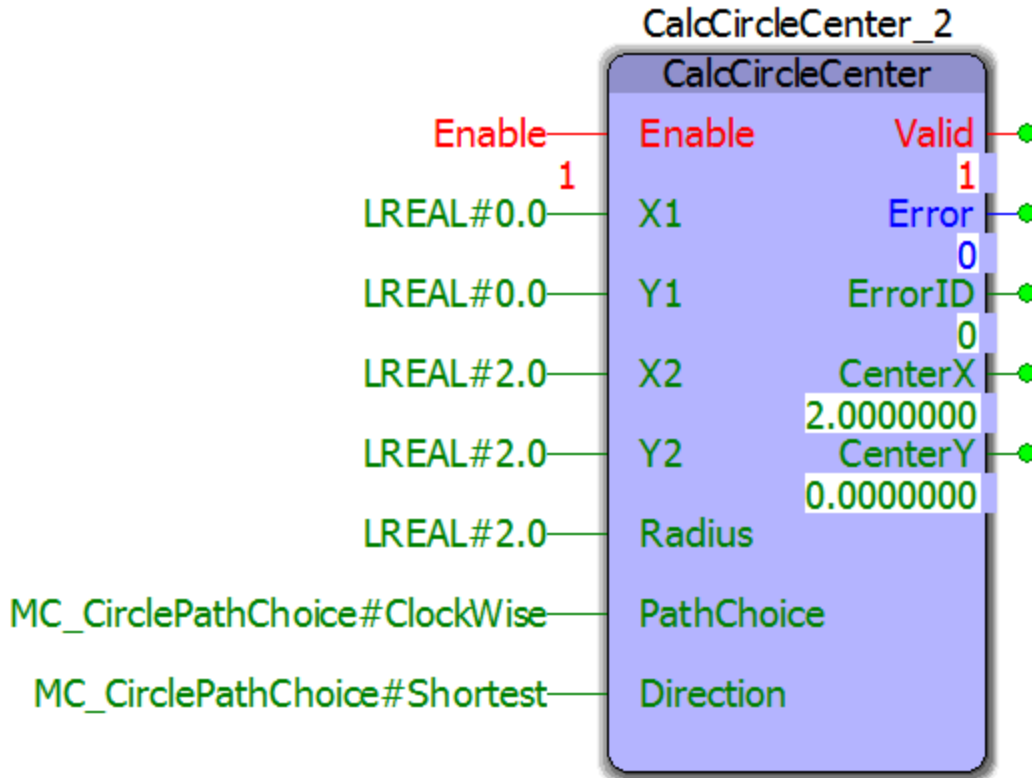 CalcCircleCenter_2
CalcCircleCenter
Enable Enable Valid
1 1
LREAL#0.0 X1 Error
0
LREAL#0.0 Y1 ErrorID
0
LREAL#2.0 X2 CenterX
2.0000000
LREAL#2.0 Y2 CenterY
0.0000000
LREAL#2.0 Radius
MC_CirclePathChoice#ClockWise PathChoice
MC_CirclePathChoice#Shortest Direction